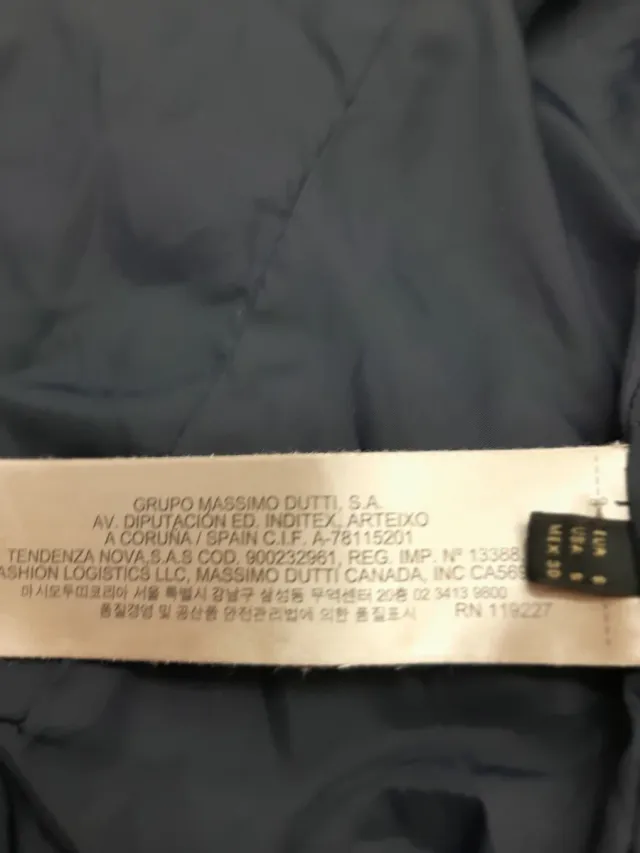 GRUPO MASSIMO DUTTI, S.A.
AV. DIPUTACIÓN ED. INDITEX, ARTEIXO
A CORUÑA / SPAIN C.I.F. A-78115201
TENDENZA NOVA,S.A.S COD. 900232961, REG. IMP. Nº 13388
ASHION LOGISTICS LLC, MASSIMO DUTTI CANADA, INC CA56
마시모두띠코리아 서울 특별시 강남구 삼성동 무역센터 20층 02 3413 9800
품질경영 및 공산품 안전관리법에 의한 품질표시 RN 119227
EUR
USA S
MEX 30